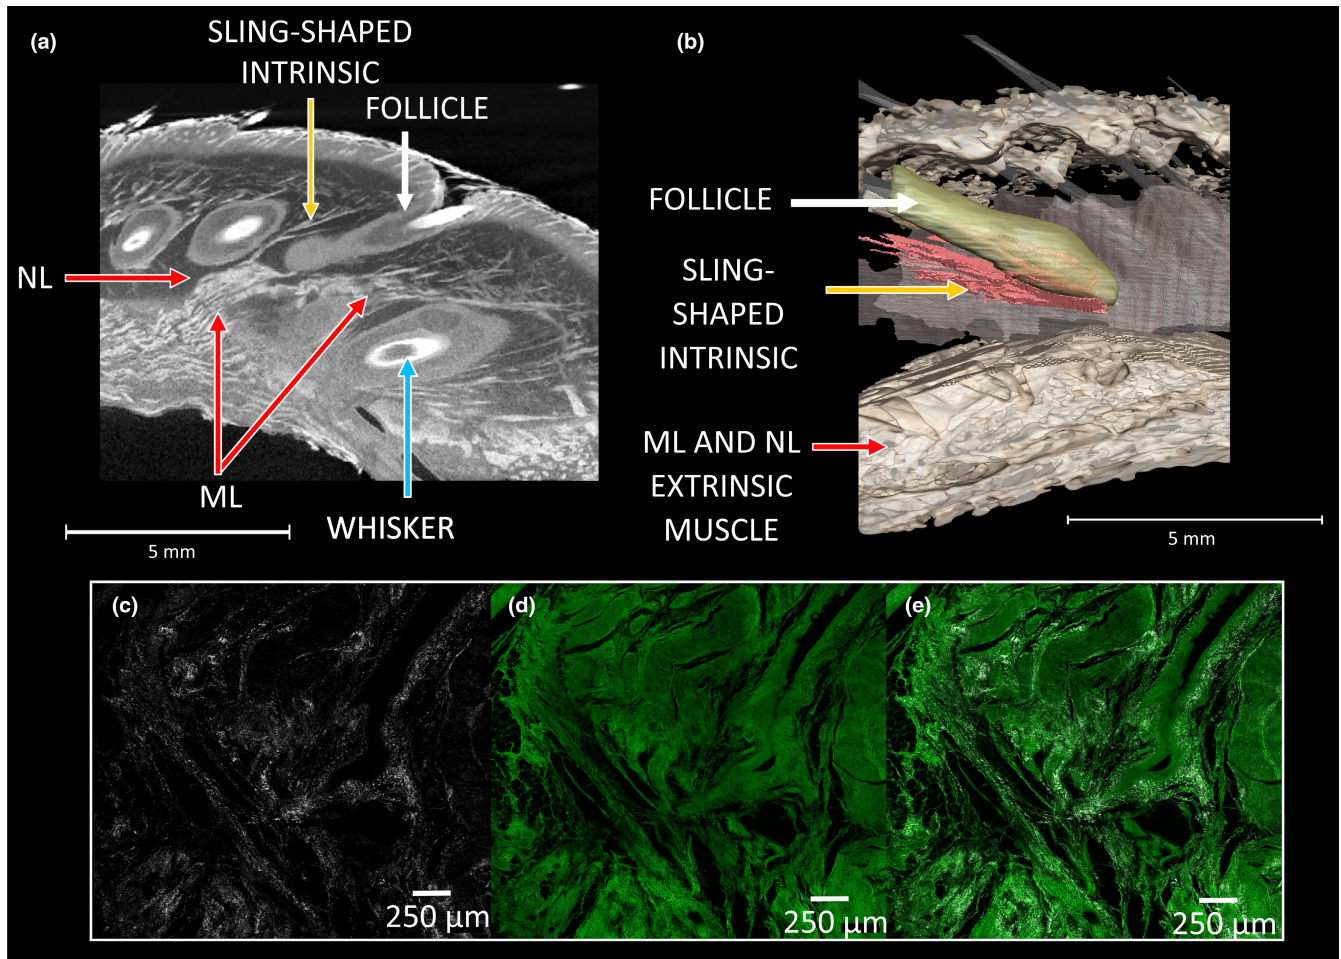 (a)
SLING-SHAPED
INTRINSIC
FOLLICLE
NL
ML
WHISKER
5 mm
(b)
FOLLICLE
SLING-
SHAPED
INTRINSIC
ML AND NL
EXTRINSIC
MUSCLE
5 mm
(c)
250 µm
(d)
250 µm
(e)
250 µm